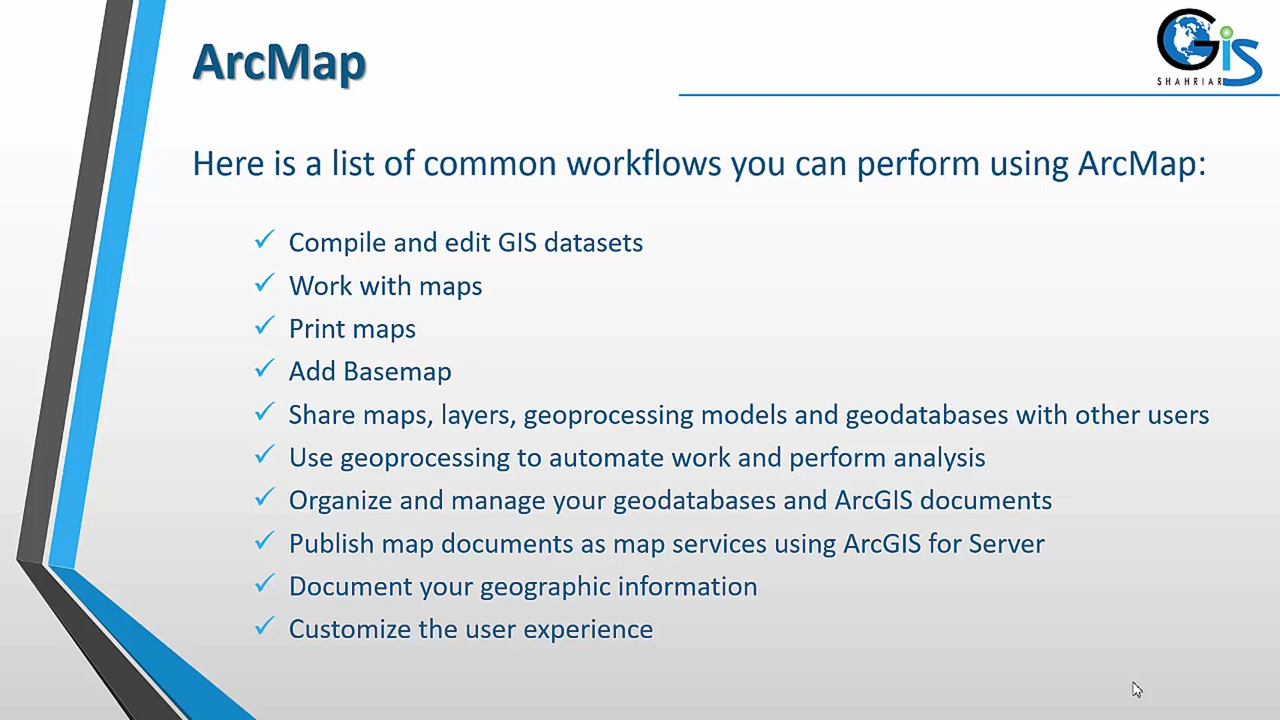 ArcMap
GiS
SHAHRIAR
Here is a list of common workflows you can perform using ArcMap:
✓ Compile and edit GIS datasets
✓ Work with maps
✓ Print maps
✓ Add Basemap
✓ Share maps, layers, geoprocessing models and geodatabases with other users
✓ Use geoprocessing to automate work and perform analysis
✓ Organize and manage your geodatabases and ArcGIS documents
✓ Publish map documents as map services using ArcGIS for Server
✓ Document your geographic information
✓ Customize the user experience